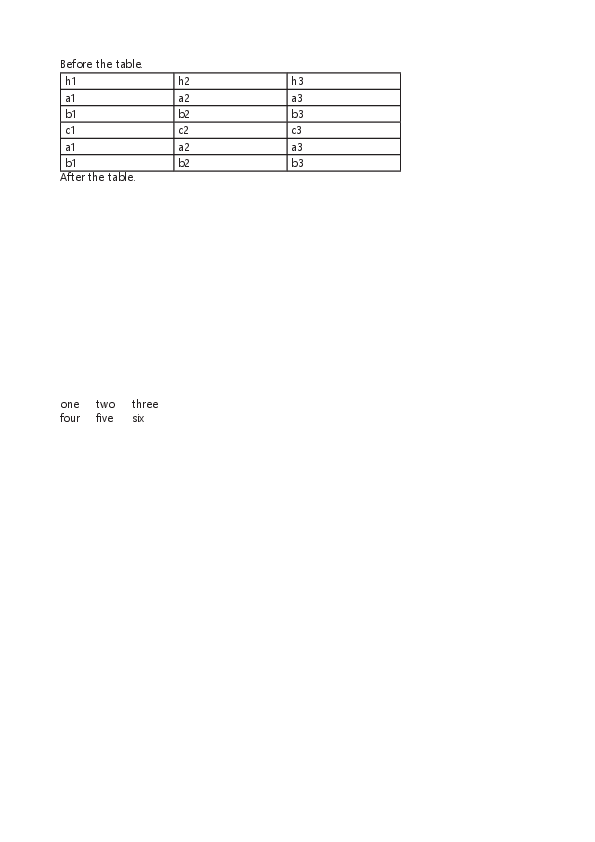 Before the table.
h1 h2 h3
a1 a2 a3
b1 b2 b3
c1 c2 c3
a1 a2 a3
b1 b2 b3
After the table.
one two three
four five six